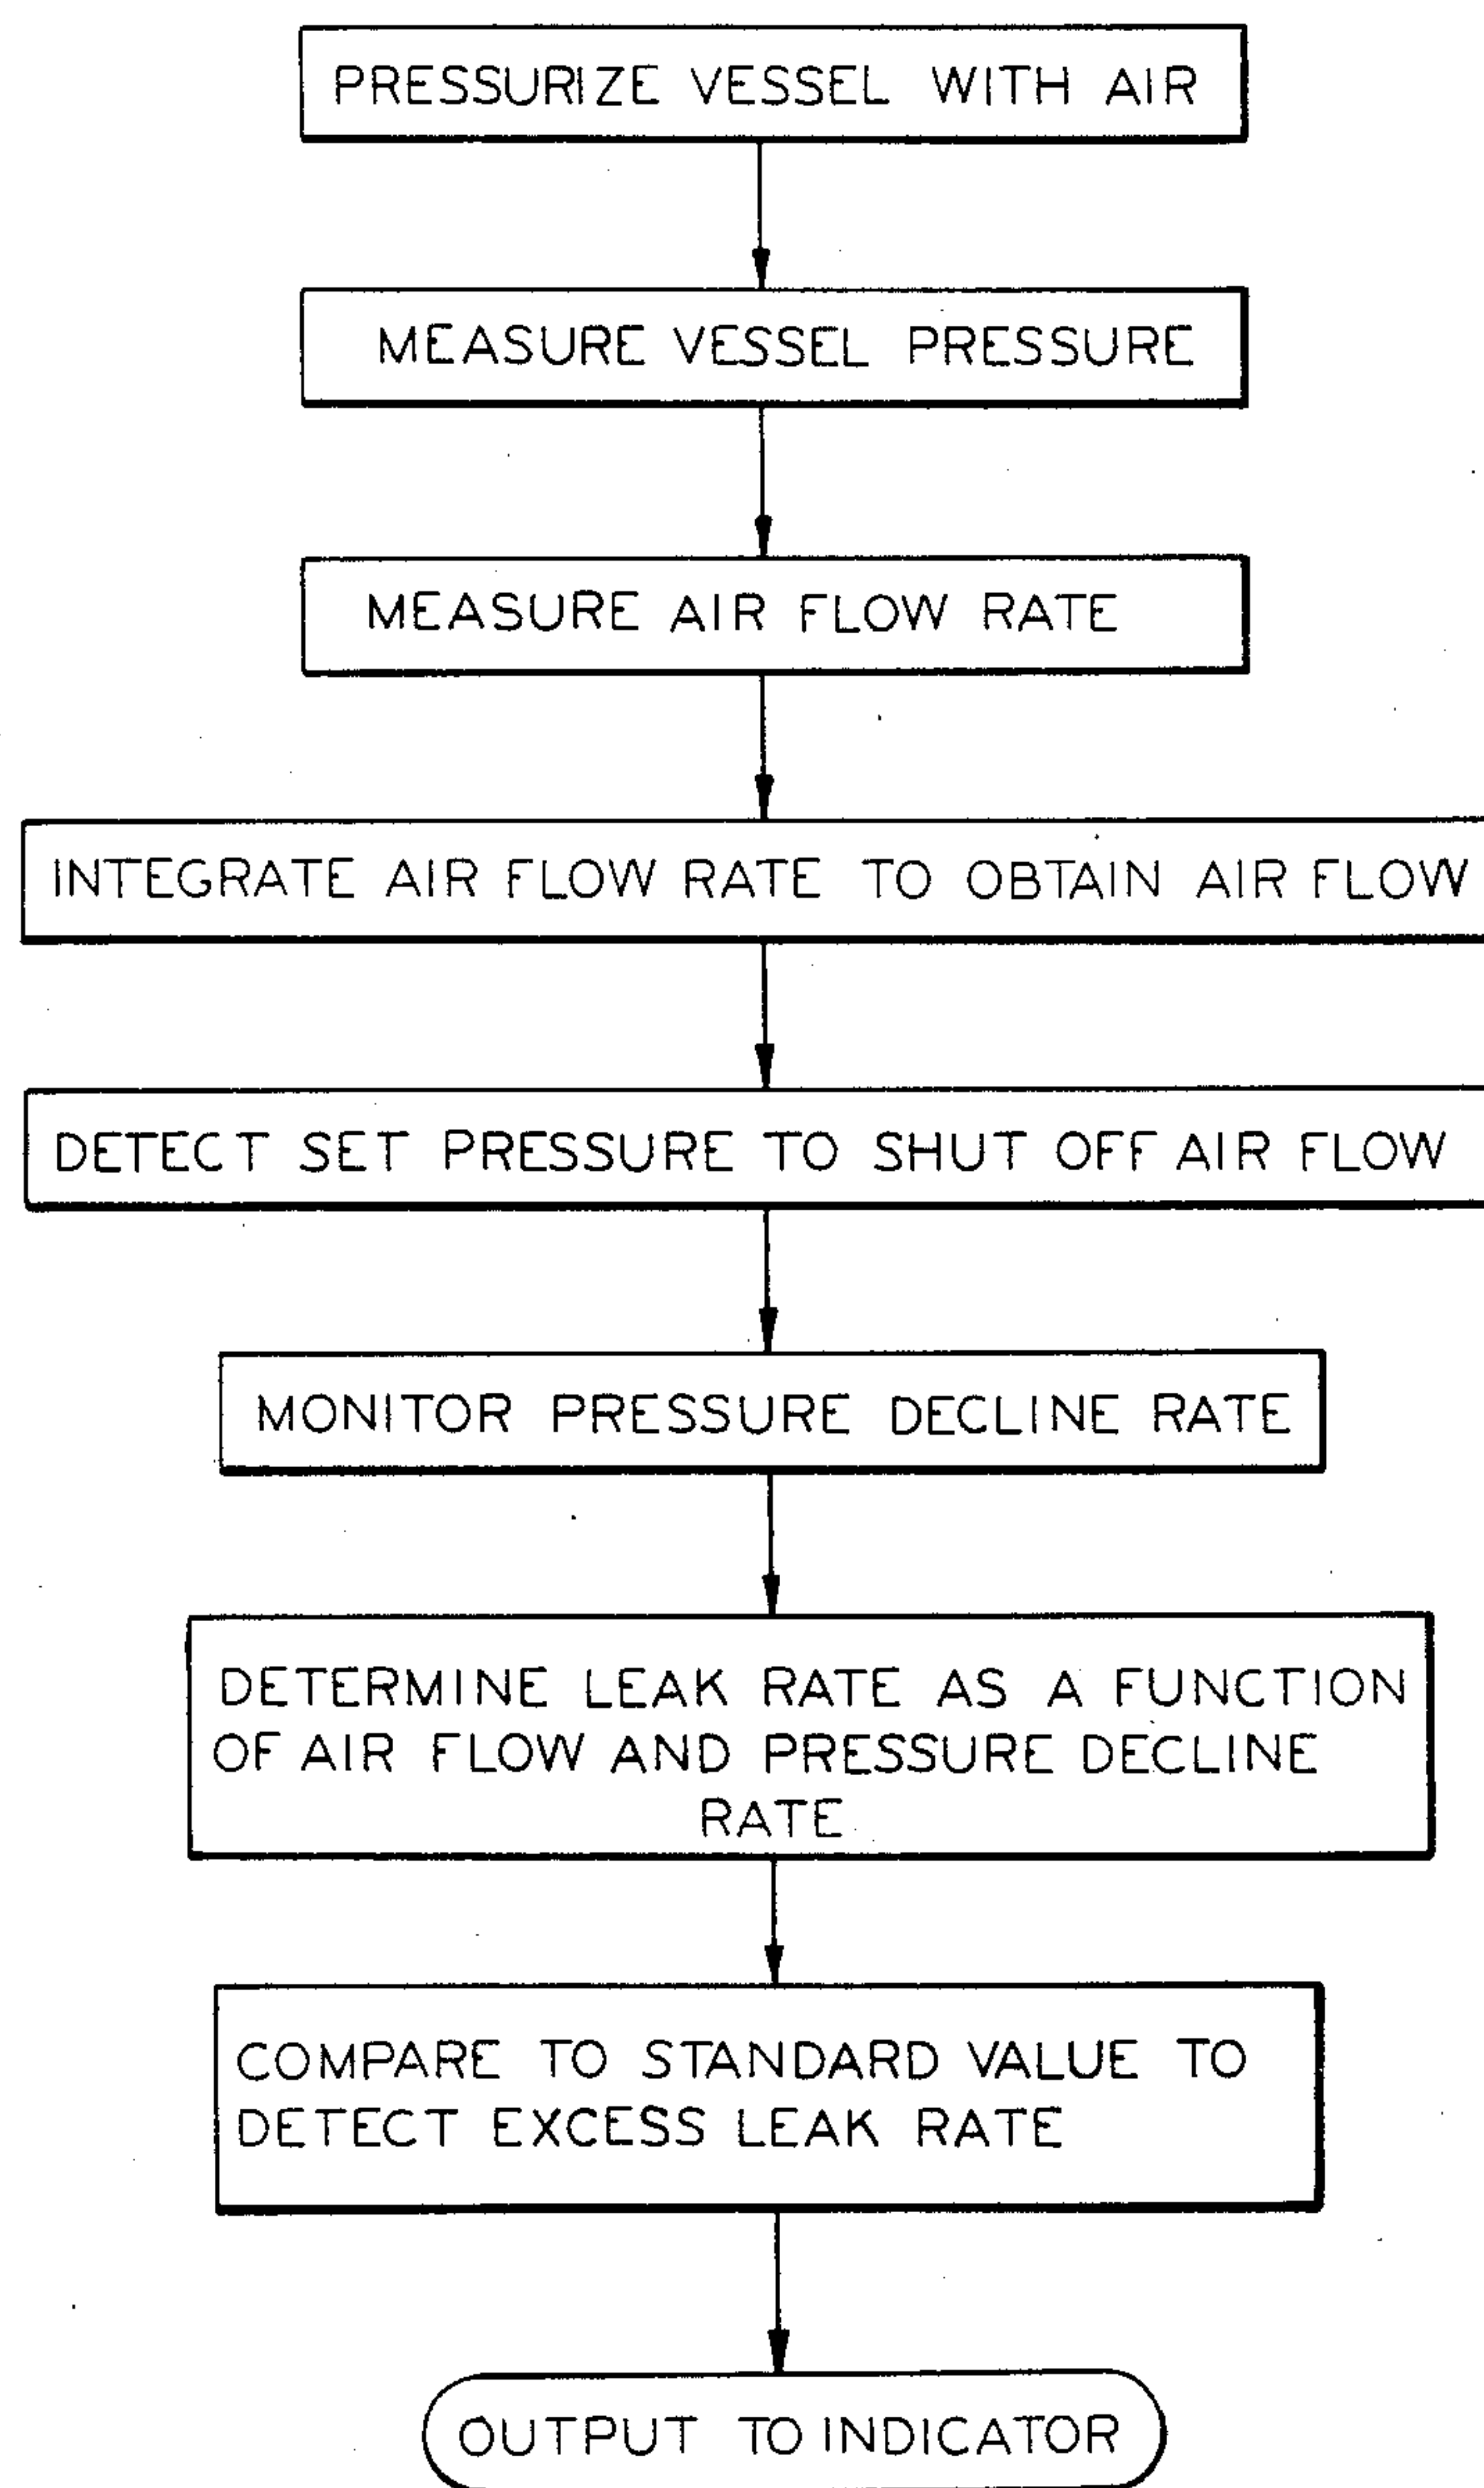 PRESSURIZE VESSEL WITH AIR
MEASURE VESSEL PRESSURE
MEASURE AIR FLOW RATE
INTEGRATE AIR FLOW RATE TO OBTAIN AIR FLOW
DETECT SET PRESSURE TO SHUT OFF AIR FLOW
MONITOR PRESSURE DECLINE RATE
DETERMINE LEAK RATE AS A FUNCTION
OF AIR FLOW AND PRESSURE DECLINE
RATE
COMPARE TO STANDARD VALUE TO
DETECT EXCESS LEAK RATE
OUTPUT TO INDICATOR